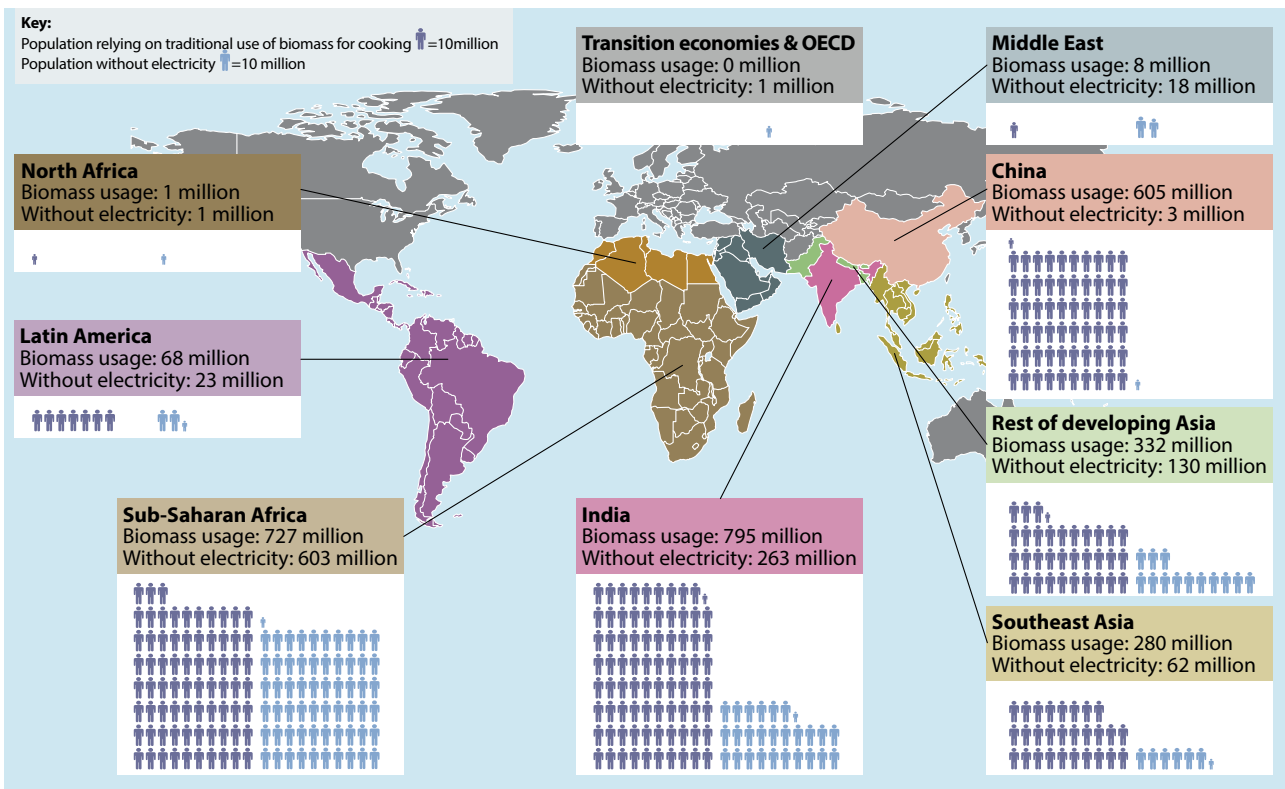 Key:
Population relying on traditional use of biomass for cooking =10million
Population without electricity =10 million
Transition economies & OECD
Biomass usage: 0 million
Without electricity: 1 million
Middle East
Biomass usage: 8 million
Without electricity: 18 million
North Africa
Biomass usage: 1 million
Without electricity: 1 million
China
Biomass usage: 605 million
Without electricity: 3 million
Latin America
Biomass usage: 68 million
Without electricity: 23 million
Rest of developing Asia
Biomass usage: 332 million
Without electricity: 130 million
Sub-Saharan Africa
Biomass usage: 727 million
Without electricity: 603 million
India
Biomass usage: 795 million
Without electricity: 263 million
Southeast Asia
Biomass usage: 280 million
Without electricity: 62 million